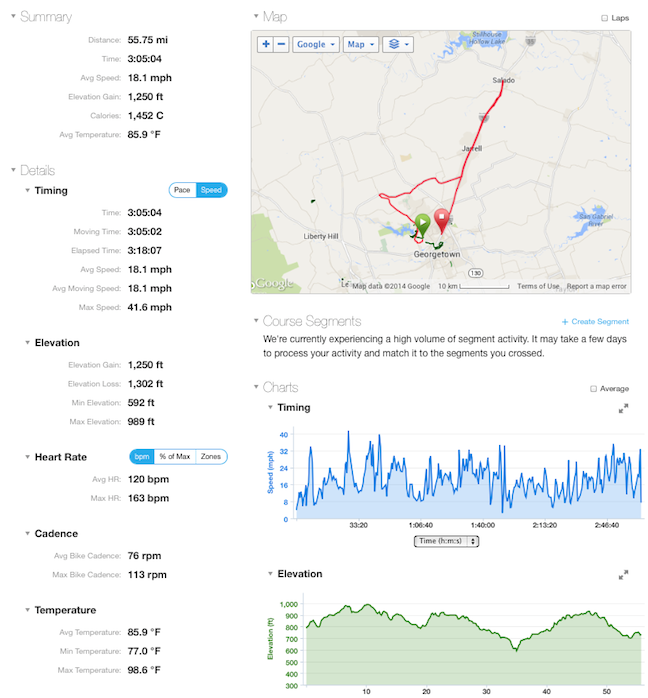 Summary
Distance: 55.75 mi
Time: 3:05:04
Avg Speed: 18.1 mph
Elevation Gain: 1,250 ft
Calories: 1,452 C
Avg Temperature: 85.9 °F
Details
Timing
Pace Speed
Time: 3:05:04
Moving Time: 3:05:02
Elapsed Time: 3:18:07
Avg Speed: 18.1 mph
Avg Moving Speed: 18.1 mph
Max Speed: 41.6 mph
Elevation
Elevation Gain: 1,250 ft
Elevation Loss: 1,302 ft
Min Elevation: 592 ft
Max Elevation: 989 ft
Heart Rate
bpm % of Max Zones
Avg HR: 120 bpm
Max HR: 163 bpm
Cadence
Avg Bike Cadence: 76 rpm
Max Bike Cadence: 113 rpm
Temperature
Avg Temperature: 85.9 °F
Min Temperature: 77.0 °F
Max Temperature: 98.6 °F
Map
Laps
Google Map
Stillhouse
Hollow Lake
Salado
Jarrell
San Gabriel
River
Liberty Hill
Georgetown
130
Google
Map data ©2014 Google 10 km Terms of Use Report a map error
Course Segments
+ Create Segment
We're currently experiencing a high volume of segment activity. It may take a few days
to process your activity and match it to the segments you crossed.
Charts
Average
Timing
Speed (mph)
40
32
24
16
8
0
33:20 1:06:40 1:40:00 2:13:20 2:46:40
Time (h:m:s)
Elevation
Elevation (ft)
1,000
900
800
700
600
500
400
300
10 20 30 40 50